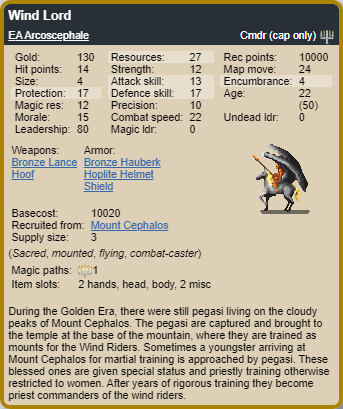 Wind Lord
EA Arcoscephale Cmdr (cap only)
Gold: 130 Resources: 27 Rec points: 10000
Hit points: 14 Strength: 12 Map move: 24
Size: 4 Attack skill: 13 Encumbrance: 4
Protection: 17 Defence skill: 17 Age: 22
Magic res: 12 Precision: 10 (50)
Morale: 15 Combat speed: 22 Undead ldr: 0
Leadership: 80 Magic ldr: 0
Weapons: Armor:
Bronze Lance Bronze Hauberk
Hoof Hoplite Helmet
Shield
Basecost: 10020
Recruited from: Mount Cephalos
Supply size: 3
(Sacred, mounted, flying, combat-caster)
Magic paths: 1
Item slots: 2 hands, head, body, 2 misc
During the Golden Era, there were still pegasi living on the cloudy
peaks of Mount Cephalos. The pegasi are captured and brought to
the temple at the base of the mountain, where they are trained as
mounts for the Wind Riders. Sometimes a youngster arriving at
Mount Cephalos for martial training is approached by pegasi. These
blessed ones are given special status and priestly training otherwise
restricted to women. After years of rigorous training they become
priest commanders of the wind riders.